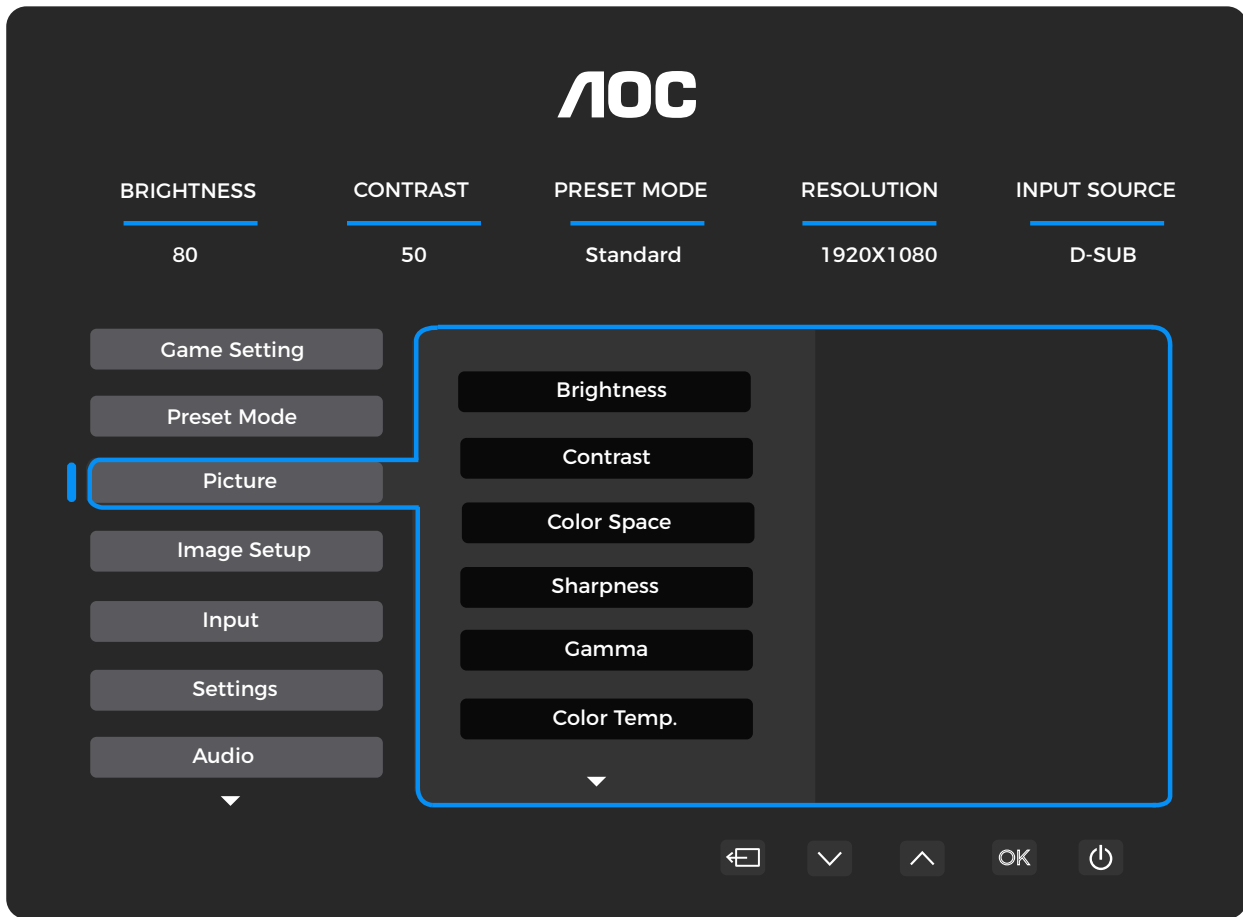 AOC
BRIGHTNESS CONTRAST PRESET MODE RESOLUTION INPUT SOURCE
80 50 Standard 1920X1080 D-SUB
Game Setting
Preset Mode
Picture
Image Setup
Input
Settings
Audio
Brightness
Contrast
Color Space
Sharpness
Gamma
Color Temp.
OK